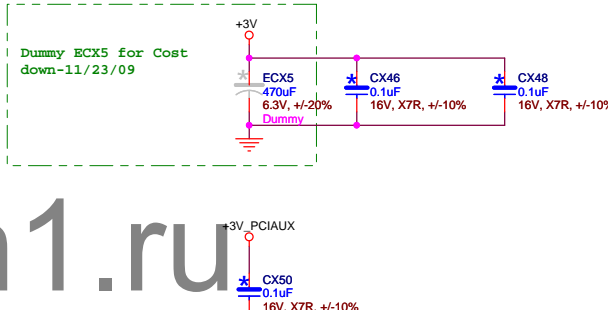 +3V
Dummy ECX5 for Cost
down-11/23/09
* ECX5
470uF
6.3V, +/-20%
Dummy
* CX46
0.1uF
16V, X7R, +/-10%
* CX48
0.1uF
16V, X7R, +/-10%
1.ru
+3V_PCIAUX
* CX50
0.1uF
16V, X7R, +/-10%